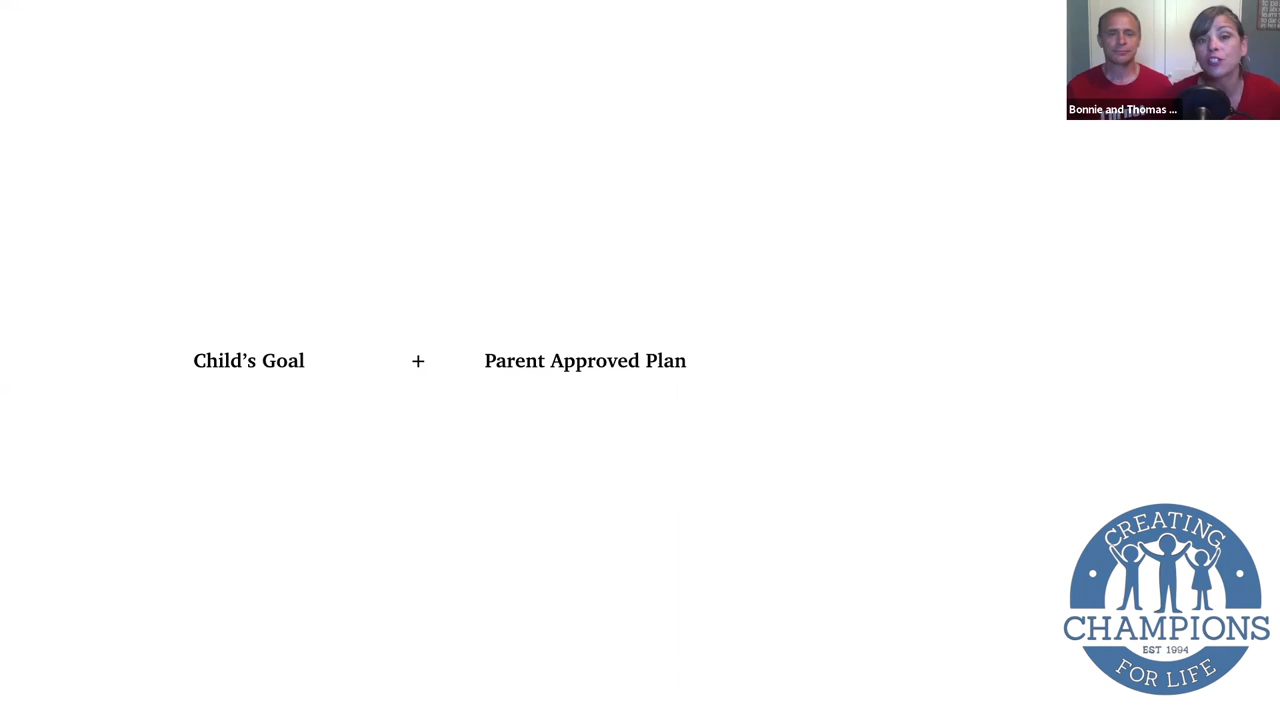 Bonnie and Thomas ...
Child’s Goal + Parent Approved Plan
CREATING
CHAMPIONS
EST 1994
FOR LIFE